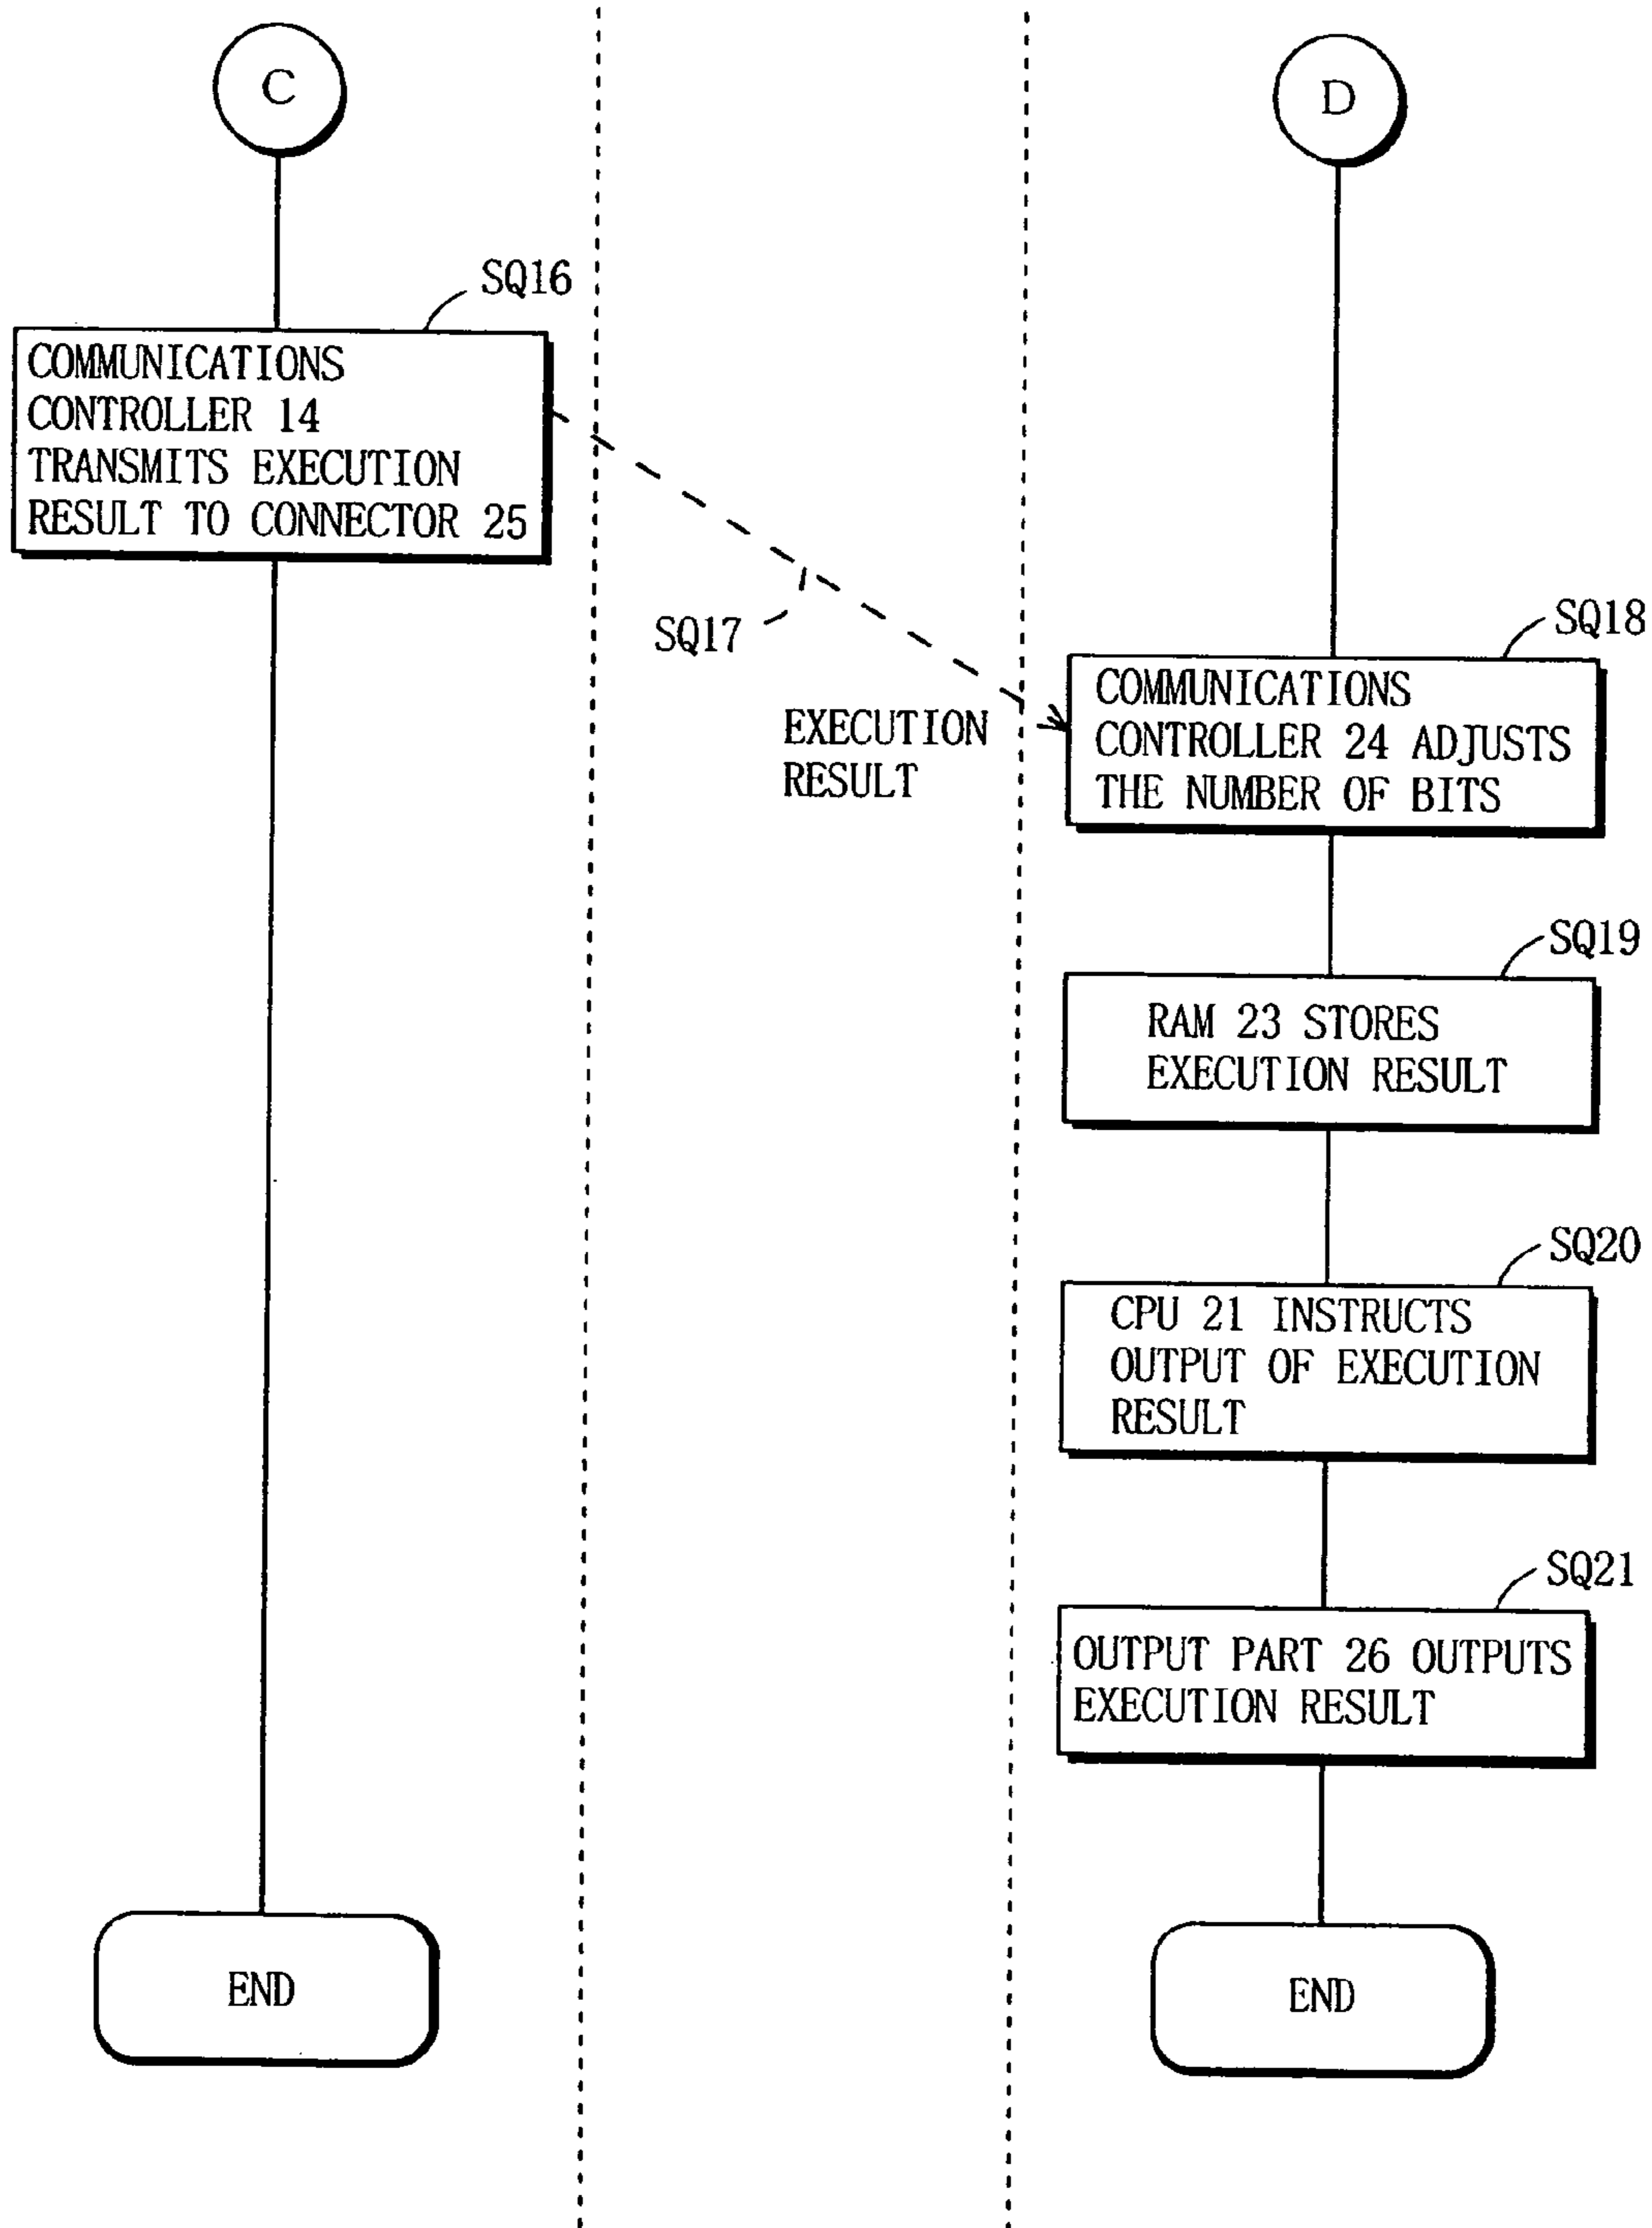 C
D
SQ16
COMMUNICATIONS
CONTROLLER 14
TRANSMITS EXECUTION
RESULT TO CONNECTOR 25
SQ17
EXECUTION
RESULT
SQ18
COMMUNICATIONS
CONTROLLER 24 ADJUSTS
THE NUMBER OF BITS
SQ19
RAM 23 STORES
EXECUTION RESULT
SQ20
CPU 21 INSTRUCTS
OUTPUT OF EXECUTION
RESULT
SQ21
OUTPUT PART 26 OUTPUTS
EXECUTION RESULT
END
END